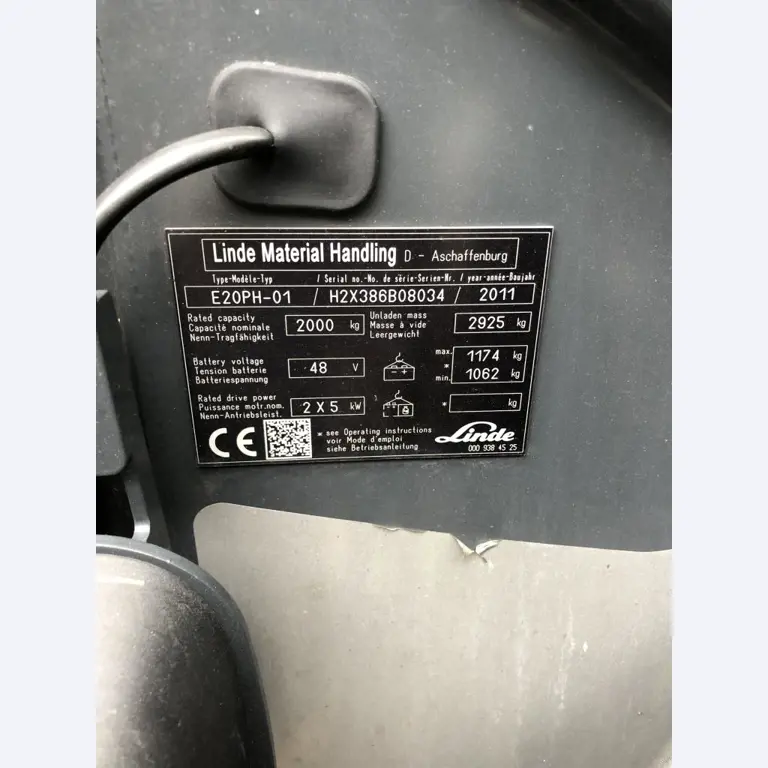 Linde Material Handling D - Aschaffenburg
Type-Modèle-Typ / Serial no.-No. de série-Serien-Nr. / year-année-Baujahr
E20PH-01 / H2X386B08034 / 2011
Rated capacity
Capacité nominale
Nenn-Tragfähigkeit
2000 kg
Unladen mass
Masse à vide
Leergewicht
2925 kg
Battery voltage
Tension batterie
Batteriespannung
48 V
max. 1174 kg
*
min. 1062 kg
Rated drive power
Puissance motr.nom.
Nenn-Antriebsleist.
2 X 5 kW
* kg
CE
* see Operating instructions
voir Mode d'emploi
siehe Betriebsanleitung
Linde
000 938 45 25